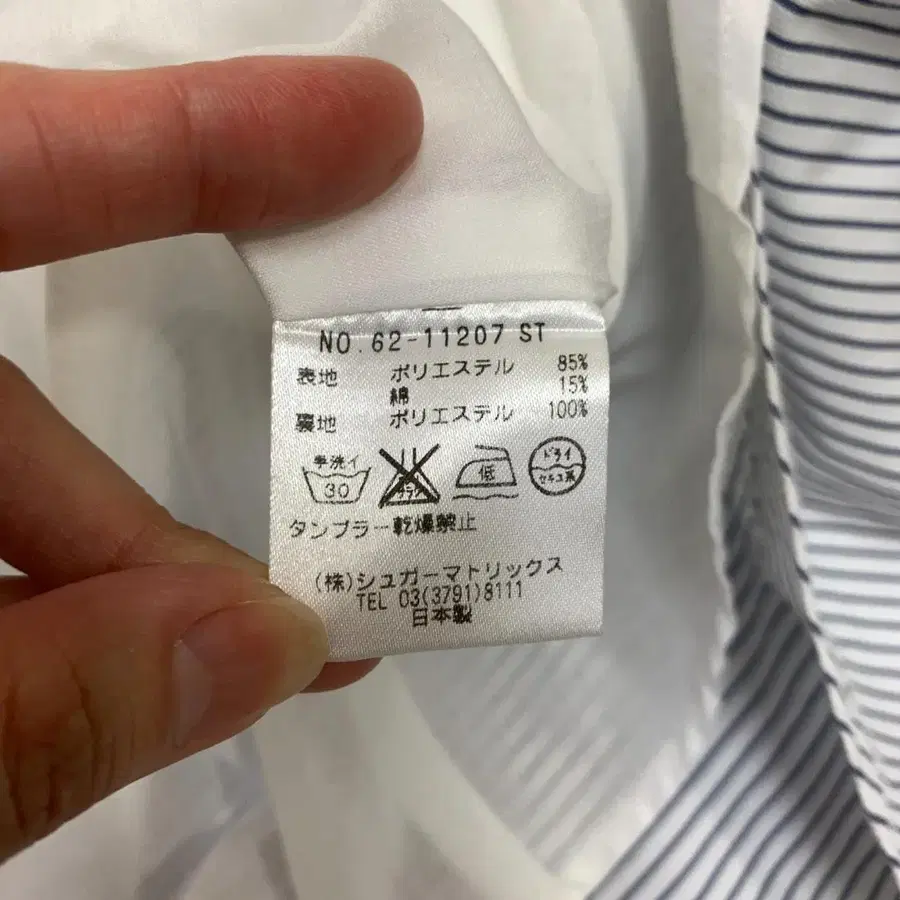 NO.62-11207 ST
表地 ポリエステル 85%
綿 15%
裏地 ポリエステル 100%
手洗イ 30 低 ドライ セキユ系
タンブラー乾燥禁止
(株)シュガーマトリックス
TEL 03(3791)8111
日本製